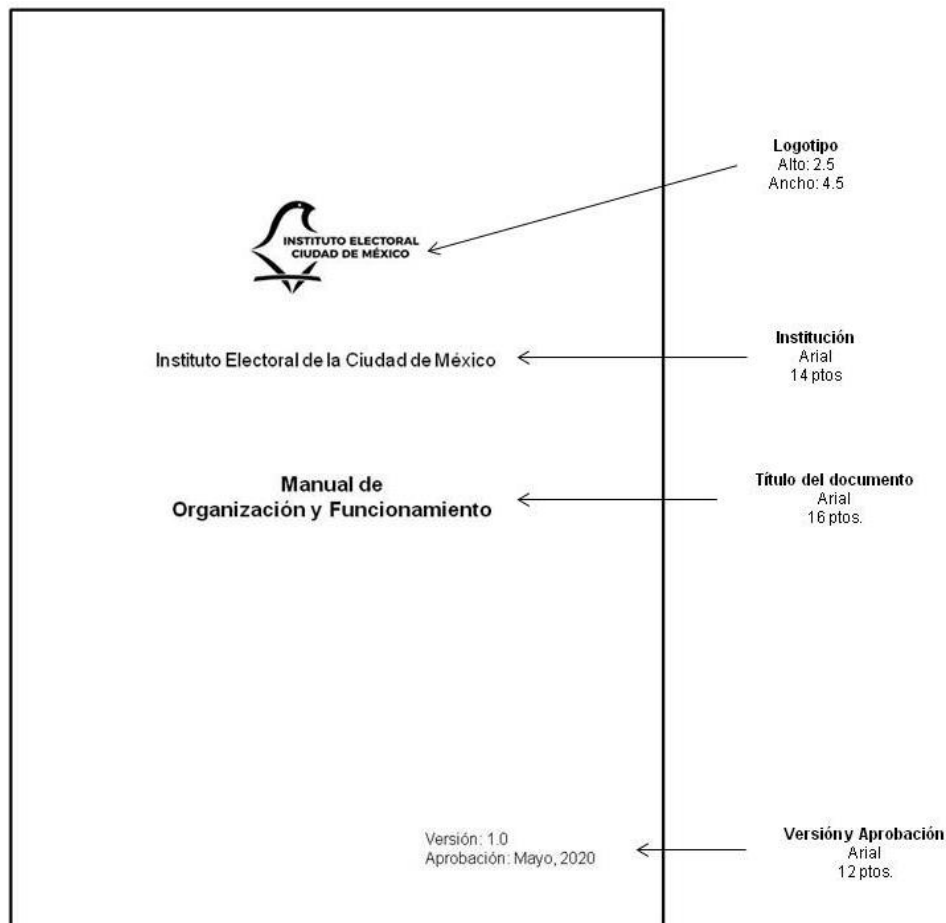 Logotipo
Alto: 2.5
Ancho: 4.5
INSTITUTO ELECTORAL
CIUDAD DE MÉXICO
Instituto Electoral de la Ciudad de México
Institución
Arial
14 ptos
Manual de
Organización y Funcionamiento
Título del documento
Arial
16 ptos.
Versión: 1.0
Aprobación: Mayo, 2020
Versión y Aprobación
Arial
12 ptos.